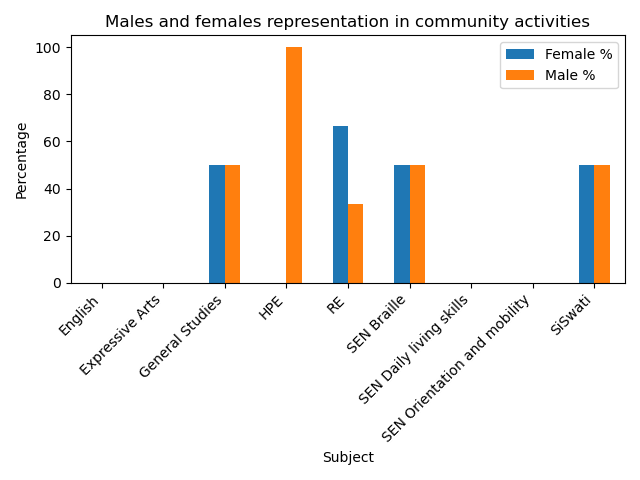 Males and females representation in community activities
Female %
Male %
Percentage
100
80
60
40
20
0
English
Expressive Arts
General Studies
HPE
RE
SEN Braille
SEN Daily living skills
SEN Orientation and mobility
SiSwati
Subject